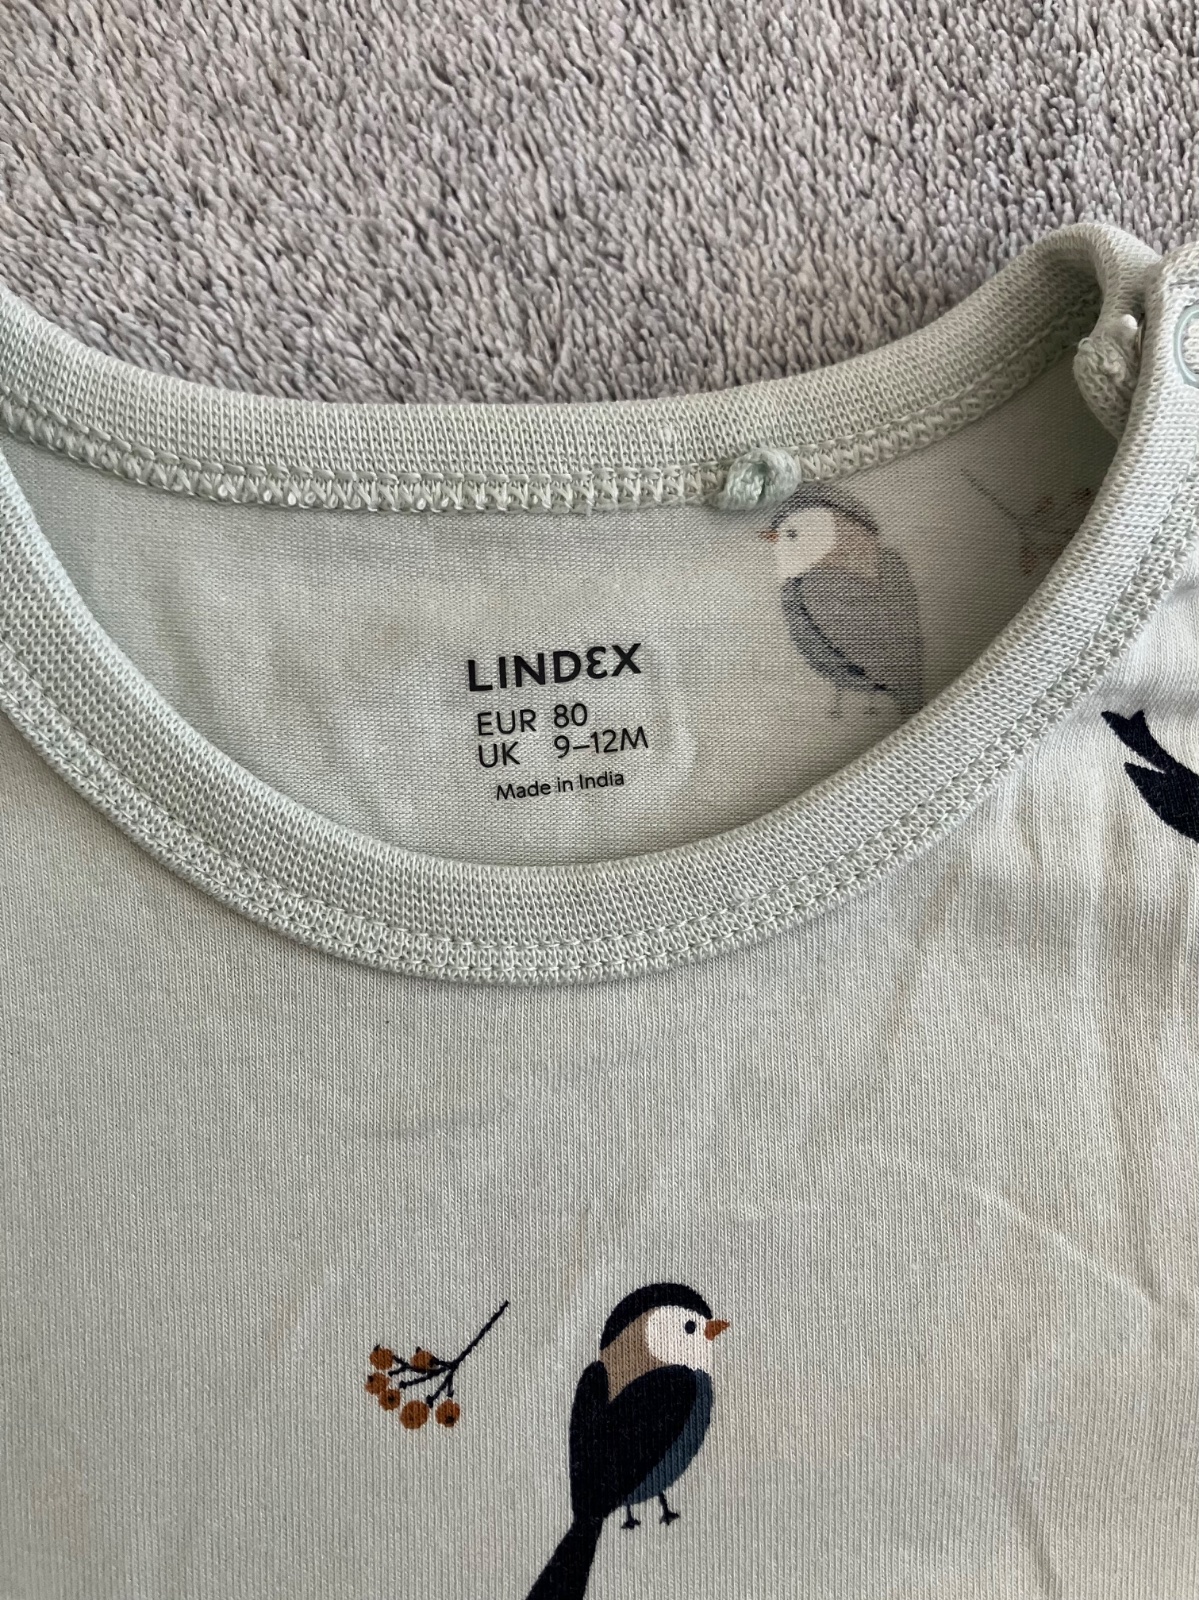 LINDEX
EUR 80
UK 9–12M
Made in India